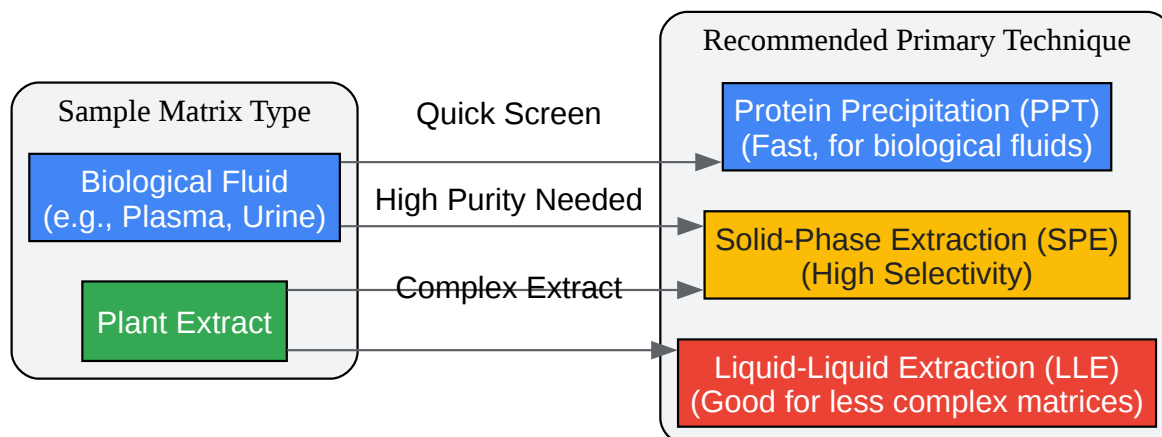 Sample Matrix Type
Biological Fluid
(e.g., Plasma, Urine)
Plant Extract
Quick Screen
High Purity Needed
Complex Extract
Recommended Primary Technique
Protein Precipitation (PPT)
(Fast, for biological fluids)
Solid-Phase Extraction (SPE)
(High Selectivity)
Liquid-Liquid Extraction (LLE)
(Good for less complex matrices)